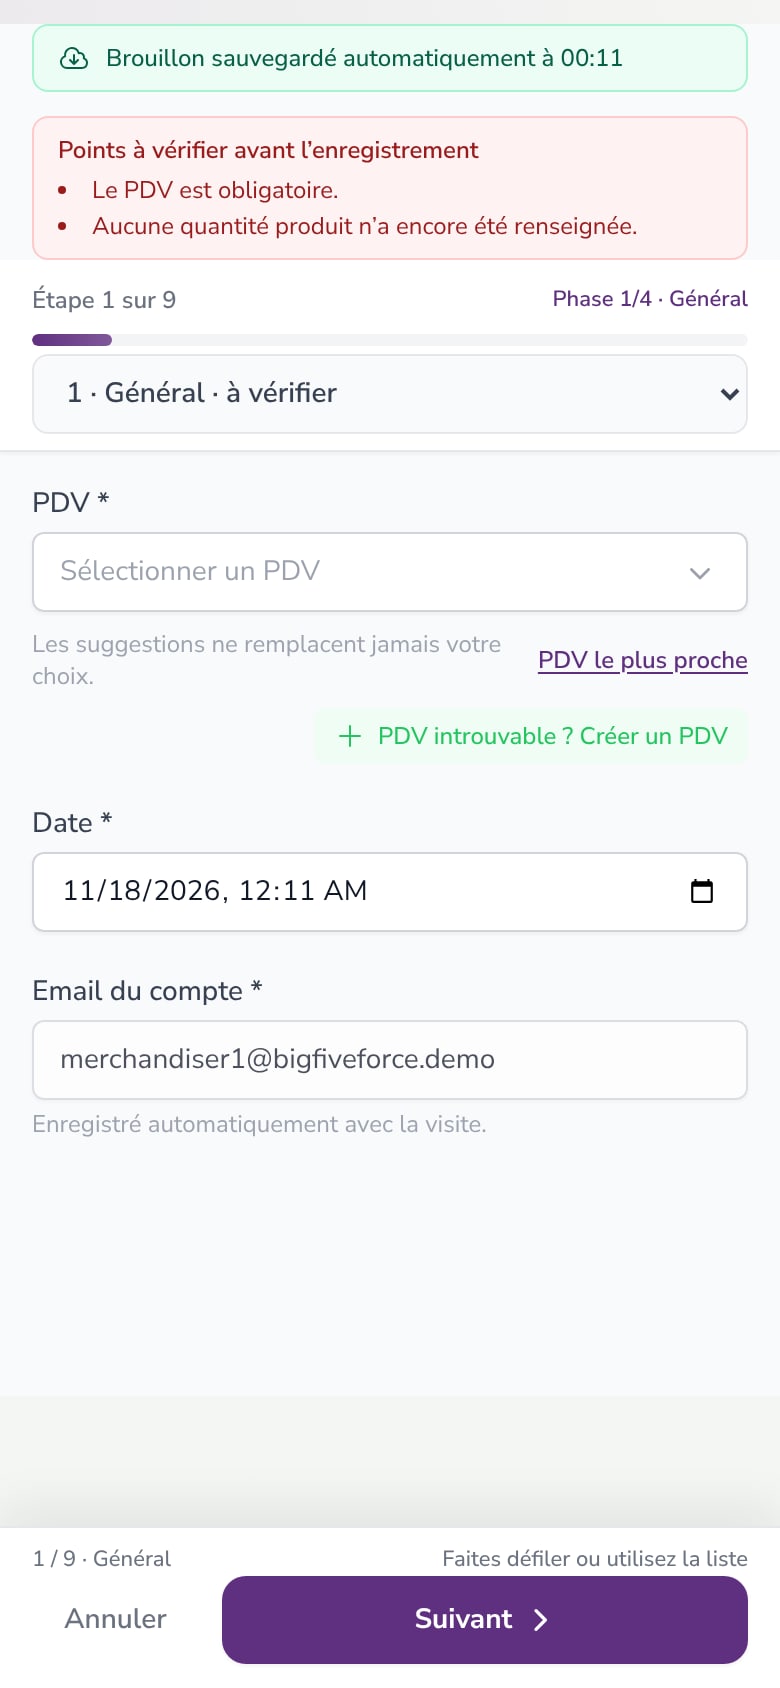 Brouillon sauvegardé automatiquement à 00:11
Points à vérifier avant l’enregistrement
• Le PDV est obligatoire.
• Aucune quantité produit n’a encore été renseignée.
Étape 1 sur 9
Phase 1/4 · Général
1 · Général · à vérifier
PDV *
Sélectionner un PDV
Les suggestions ne remplacent jamais votre
choix.
PDV le plus proche
PDV introuvable ? Créer un PDV
Date *
11/18/2026, 12:11 AM
Email du compte *
merchandiser1@bigfiveforce.demo
Enregistré automatiquement avec la visite.
1 / 9 · Général
Faites défiler ou utilisez la liste
Annuler
Suivant